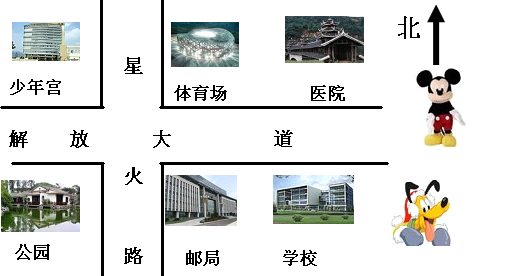 北
星
少年宫 体育场 医院
解放大道
火
公园 路 邮局 学校